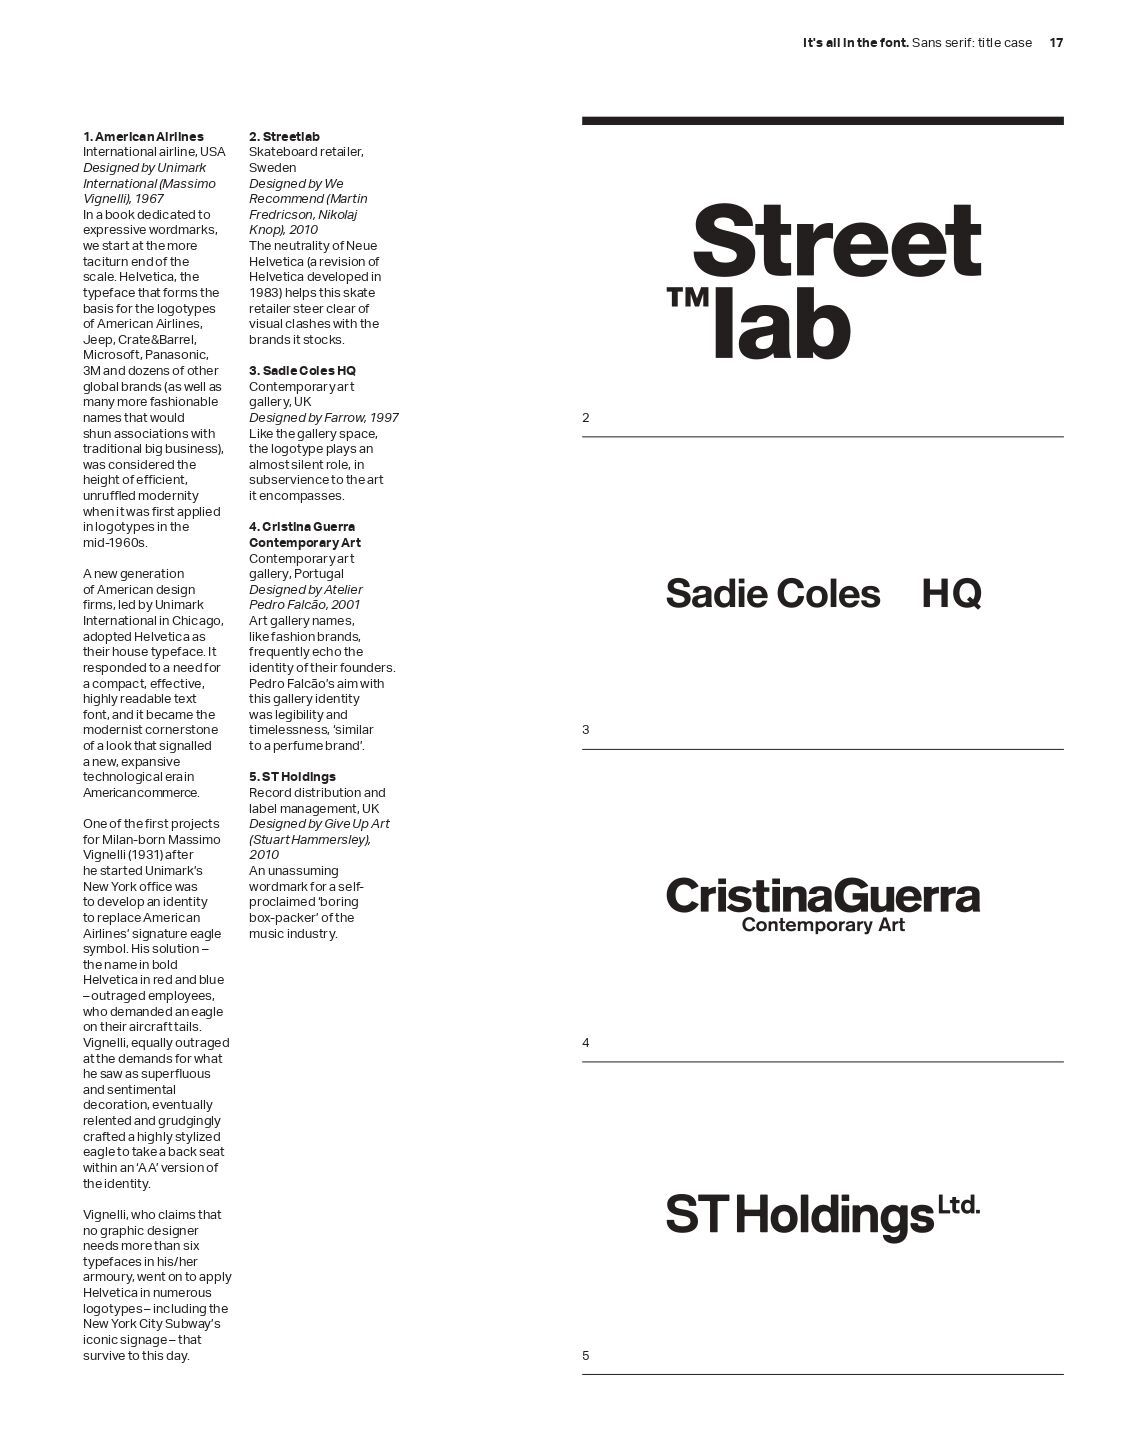 It's all in the font. Sans serif: title case 17
1. American Airlines
International airline, USA
Designed by Unimark
International (Massimo
Vignelli), 1967
In a book dedicated to
expressive wordmarks,
we start at the more
taciturn end of the
scale. Helvetica, the
typeface that forms the
basis for the logotypes
of American Airlines,
Jeep, Crate&Barrel,
Microsoft, Panasonic,
3M and dozens of other
global brands (as well as
many more fashionable
names that would
shun associations with
traditional big business),
was considered the
height of efficient,
unruffled modernity
when it was first applied
in logotypes in the
mid-1960s.
A new generation
of American design
firms, led by Unimark
International in Chicago,
adopted Helvetica as
their house typeface. It
responded to a need for
a compact, effective,
highly readable text
font, and it became the
modernist cornerstone
of a look that signalled
a new, expansive
technological era in
American commerce.
One of the first projects
for Milan-born Massimo
Vignelli (1931) after
he started Unimark's
New York office was
to develop an identity
to replace American
Airlines' signature eagle
symbol. His solution –
the name in bold
Helvetica in red and blue
– outraged employees,
who demanded an eagle
on their aircraft tails.
Vignelli, equally outraged
at the demands for what
he saw as superfluous
and sentimental
decoration, eventually
relented and grudgingly
crafted a highly stylized
eagle to take a back seat
within an 'AA' version of
the identity.
Vignelli, who claims that
no graphic designer
needs more than six
typefaces in his/her
armoury, went on to apply
Helvetica in numerous
logotypes – including the
New York City Subway's
iconic signage – that
survive to this day.
2. Streetlab
Skateboard retailer,
Sweden
Designed by We
Recommend (Martin
Fredricson, Nikolaj
Knop), 2010
The neutrality of Neue
Helvetica (a revision of
Helvetica developed in
1983) helps this skate
retailer steer clear of
visual clashes with the
brands it stocks.
3. Sadie Coles HQ
Contemporary art
gallery, UK
Designed by Farrow, 1997
Like the gallery space,
the logotype plays an
almost silent role, in
subservience to the art
it encompasses.
4. Cristina Guerra
Contemporary Art
Contemporary art
gallery, Portugal
Designed by Atelier
Pedro Falcão, 2001
Art gallery names,
like fashion brands,
frequently echo the
identity of their founders.
Pedro Falcão's aim with
this gallery identity
was legibility and
timelessness, 'similar
to a perfume brand'.
5. ST Holdings
Record distribution and
label management, UK
Designed by Give Up Art
(Stuart Hammersley),
2010
An unassuming
wordmark for a self-
proclaimed 'boring
box-packer' of the
music industry.
Street
™lab
2
Sadie Coles HQ
3
CristinaGuerra
Contemporary Art
4
ST Holdings Ltd.
5